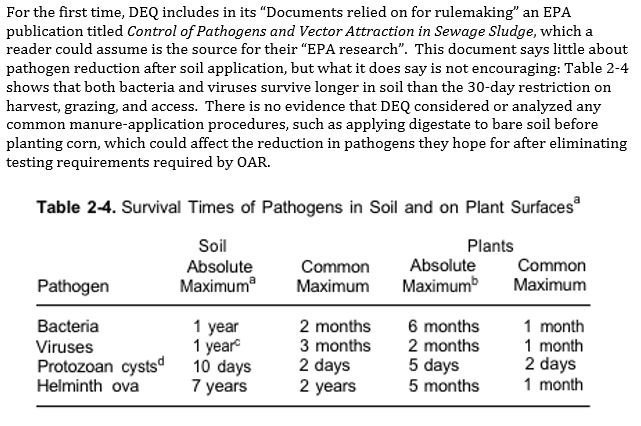 For the first time, DEQ includes in its “Documents relied on for rulemaking” an EPA
publication titled Control of Pathogens and Vector Attraction in Sewage Sludge, which a
reader could assume is the source for their “EPA research”.  This document says little about
pathogen reduction after soil application, but what it does say is not encouraging: Table 2-4
shows that both bacteria and viruses survive longer in soil than the 30-day restriction on
harvest, grazing, and access.  There is no evidence that DEQ considered or analyzed any
common manure-application procedures, such as applying digestate to bare soil before
planting corn, which could affect the reduction in pathogens they hope for after eliminating
testing requirements required by OAR.
Table 2-4. Survival Times of Pathogens in Soil and on Plant Surfacesᵃ
Soil Plants
Absolute Common Absolute Common
Pathogen Maximumᵃ Maximum Maximumᵇ Maximum
Bacteria 1 year 2 months 6 months 1 month
Viruses 1 yearᶜ 3 months 2 months 1 month
Protozoan cystsᵈ 10 days 2 days 5 days 2 days
Helminth ova 7 years 2 years 5 months 1 month